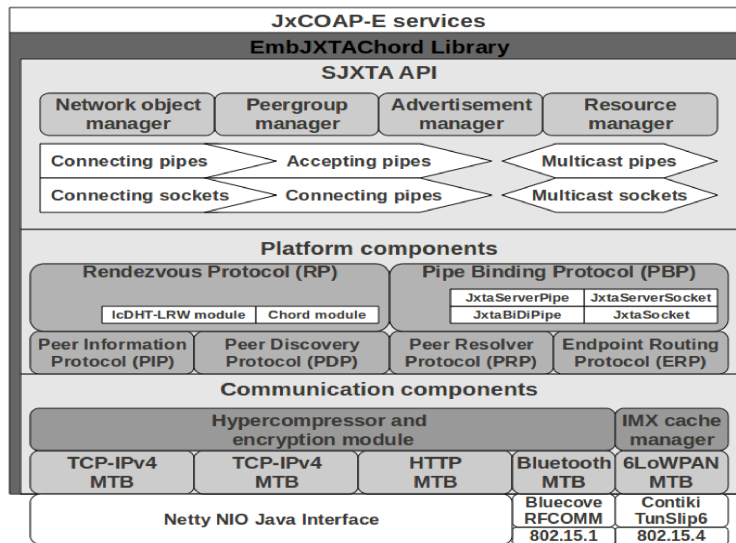 JxCOAP-E services
EmbJXTAChord Library
SJXTA API
Network object manager
Peergroup manager
Advertisement manager
Resource manager
Connecting pipes
Accepting pipes
Multicast pipes
Connecting sockets
Connecting pipes
Multicast sockets
Platform components
Rendezvous Protocol (RP)
lcDHT-LRW module
Chord module
Pipe Binding Protocol (PBP)
JxtaServerPipe
JxtaServerSocket
JxtaBiDiPipe
JxtaSocket
Peer Information Protocol (PIP)
Peer Discovery Protocol (PDP)
Peer Resolver Protocol (PRP)
Endpoint Routing Protocol (ERP)
Communication components
Hypercompressor and encryption module
IMX cache manager
TCP-IPv4 MTB
TCP-IPv4 MTB
HTTP MTB
Bluetooth MTB
6LoWPAN MTB
Netty NIO Java Interface
Bluecove RFCOMM
Contiki TunSlip6
802.15.1
802.15.4